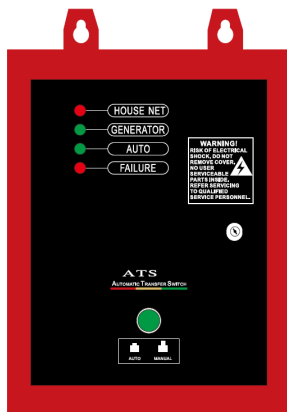 HOUSE NET
GENERATOR
AUTO
FAILURE
WARNING!
RISK OF ELECTRICAL
SHOCK, DO NOT
REMOVE COVER,
NO USER
SERVICEABLE
PARTS INSIDE,
REFER SERVICING
TO QUALIFIED
SERVICE PERSONNEL.
ATS
AUTOMATIC TRANSFER SWITCH
AUTO MANUAL